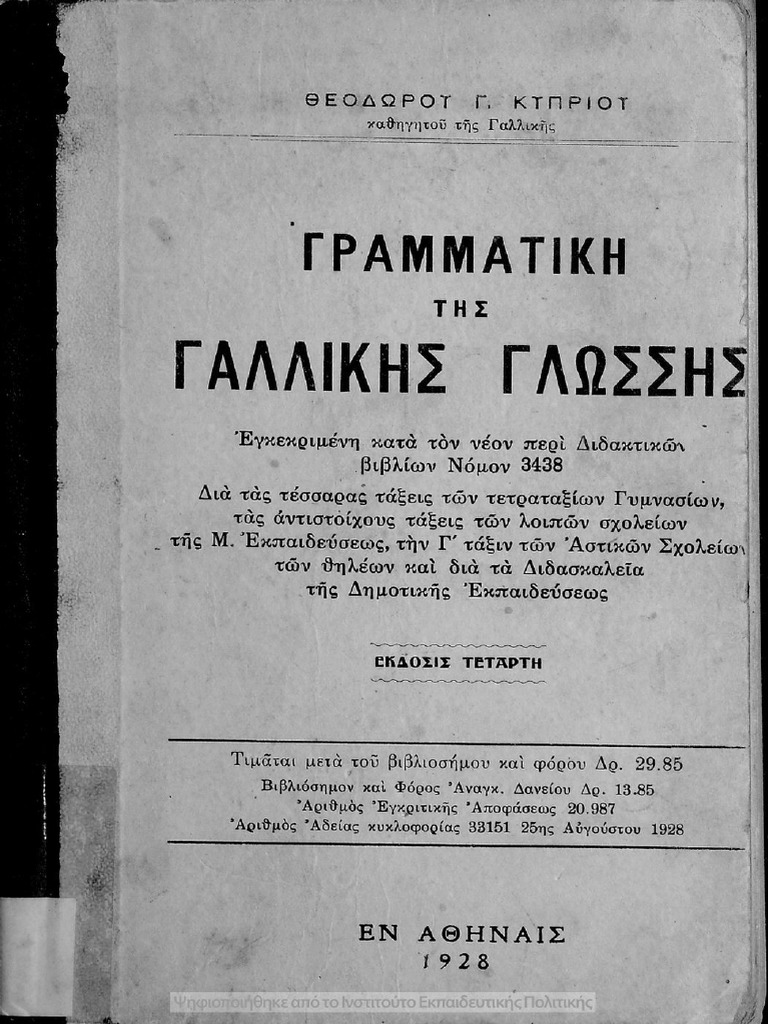 ΘΕΟΔΩΡΟΥ Γ. ΚΥΠΡΙΟΥ
καθηγητοῦ τῆς Γαλλικῆς
ΓΡΑΜΜΑΤΙΚΗ
ΤΗΣ
ΓΑΛΛΙΚΗΣ ΓΛΩΣΣΗΣ
Ἐγκεκριμένη κατὰ τὸν νέον περὶ Διδακτικῶν
βιβλίων Νόμον 3438
Διὰ τὰς τέσσαρας τάξεις τῶν τετραταξίων Γυμνασίων,
τὰς ἀντιστοίχους τάξεις τῶν λοιπῶν σχολείων
τῆς Μ. Ἐκπαιδεύσεως, τὴν Γ΄ τάξιν τῶν Ἀστικῶν Σχολείων
τῶν θηλέων καὶ διὰ τὰ Διδασκαλεῖα
τῆς Δημοτικῆς Ἐκπαιδεύσεως
ΕΚΔΟΣΙΣ ΤΕΤΑΡΤΗ
Τιμᾶται μετὰ τοῦ βιβλιοσήμου καὶ φόρου Δρ. 29.85
Βιβλιόσημον καὶ Φόρος Ἀναγκ. Δανείου Δρ. 13.85
Ἀριθμὸς Ἐγκριτικῆς Ἀποφάσεως 20.987
Ἀριθμὸς Ἀδείας κυκλοφορίας 33151 25ης Αὐγούστου 1928
ΕΝ ΑΘΗΝΑΙΣ
1928
Ψηφιοποιήθηκε από το Ινστιτούτο Εκπαιδευτικής Πολιτικής